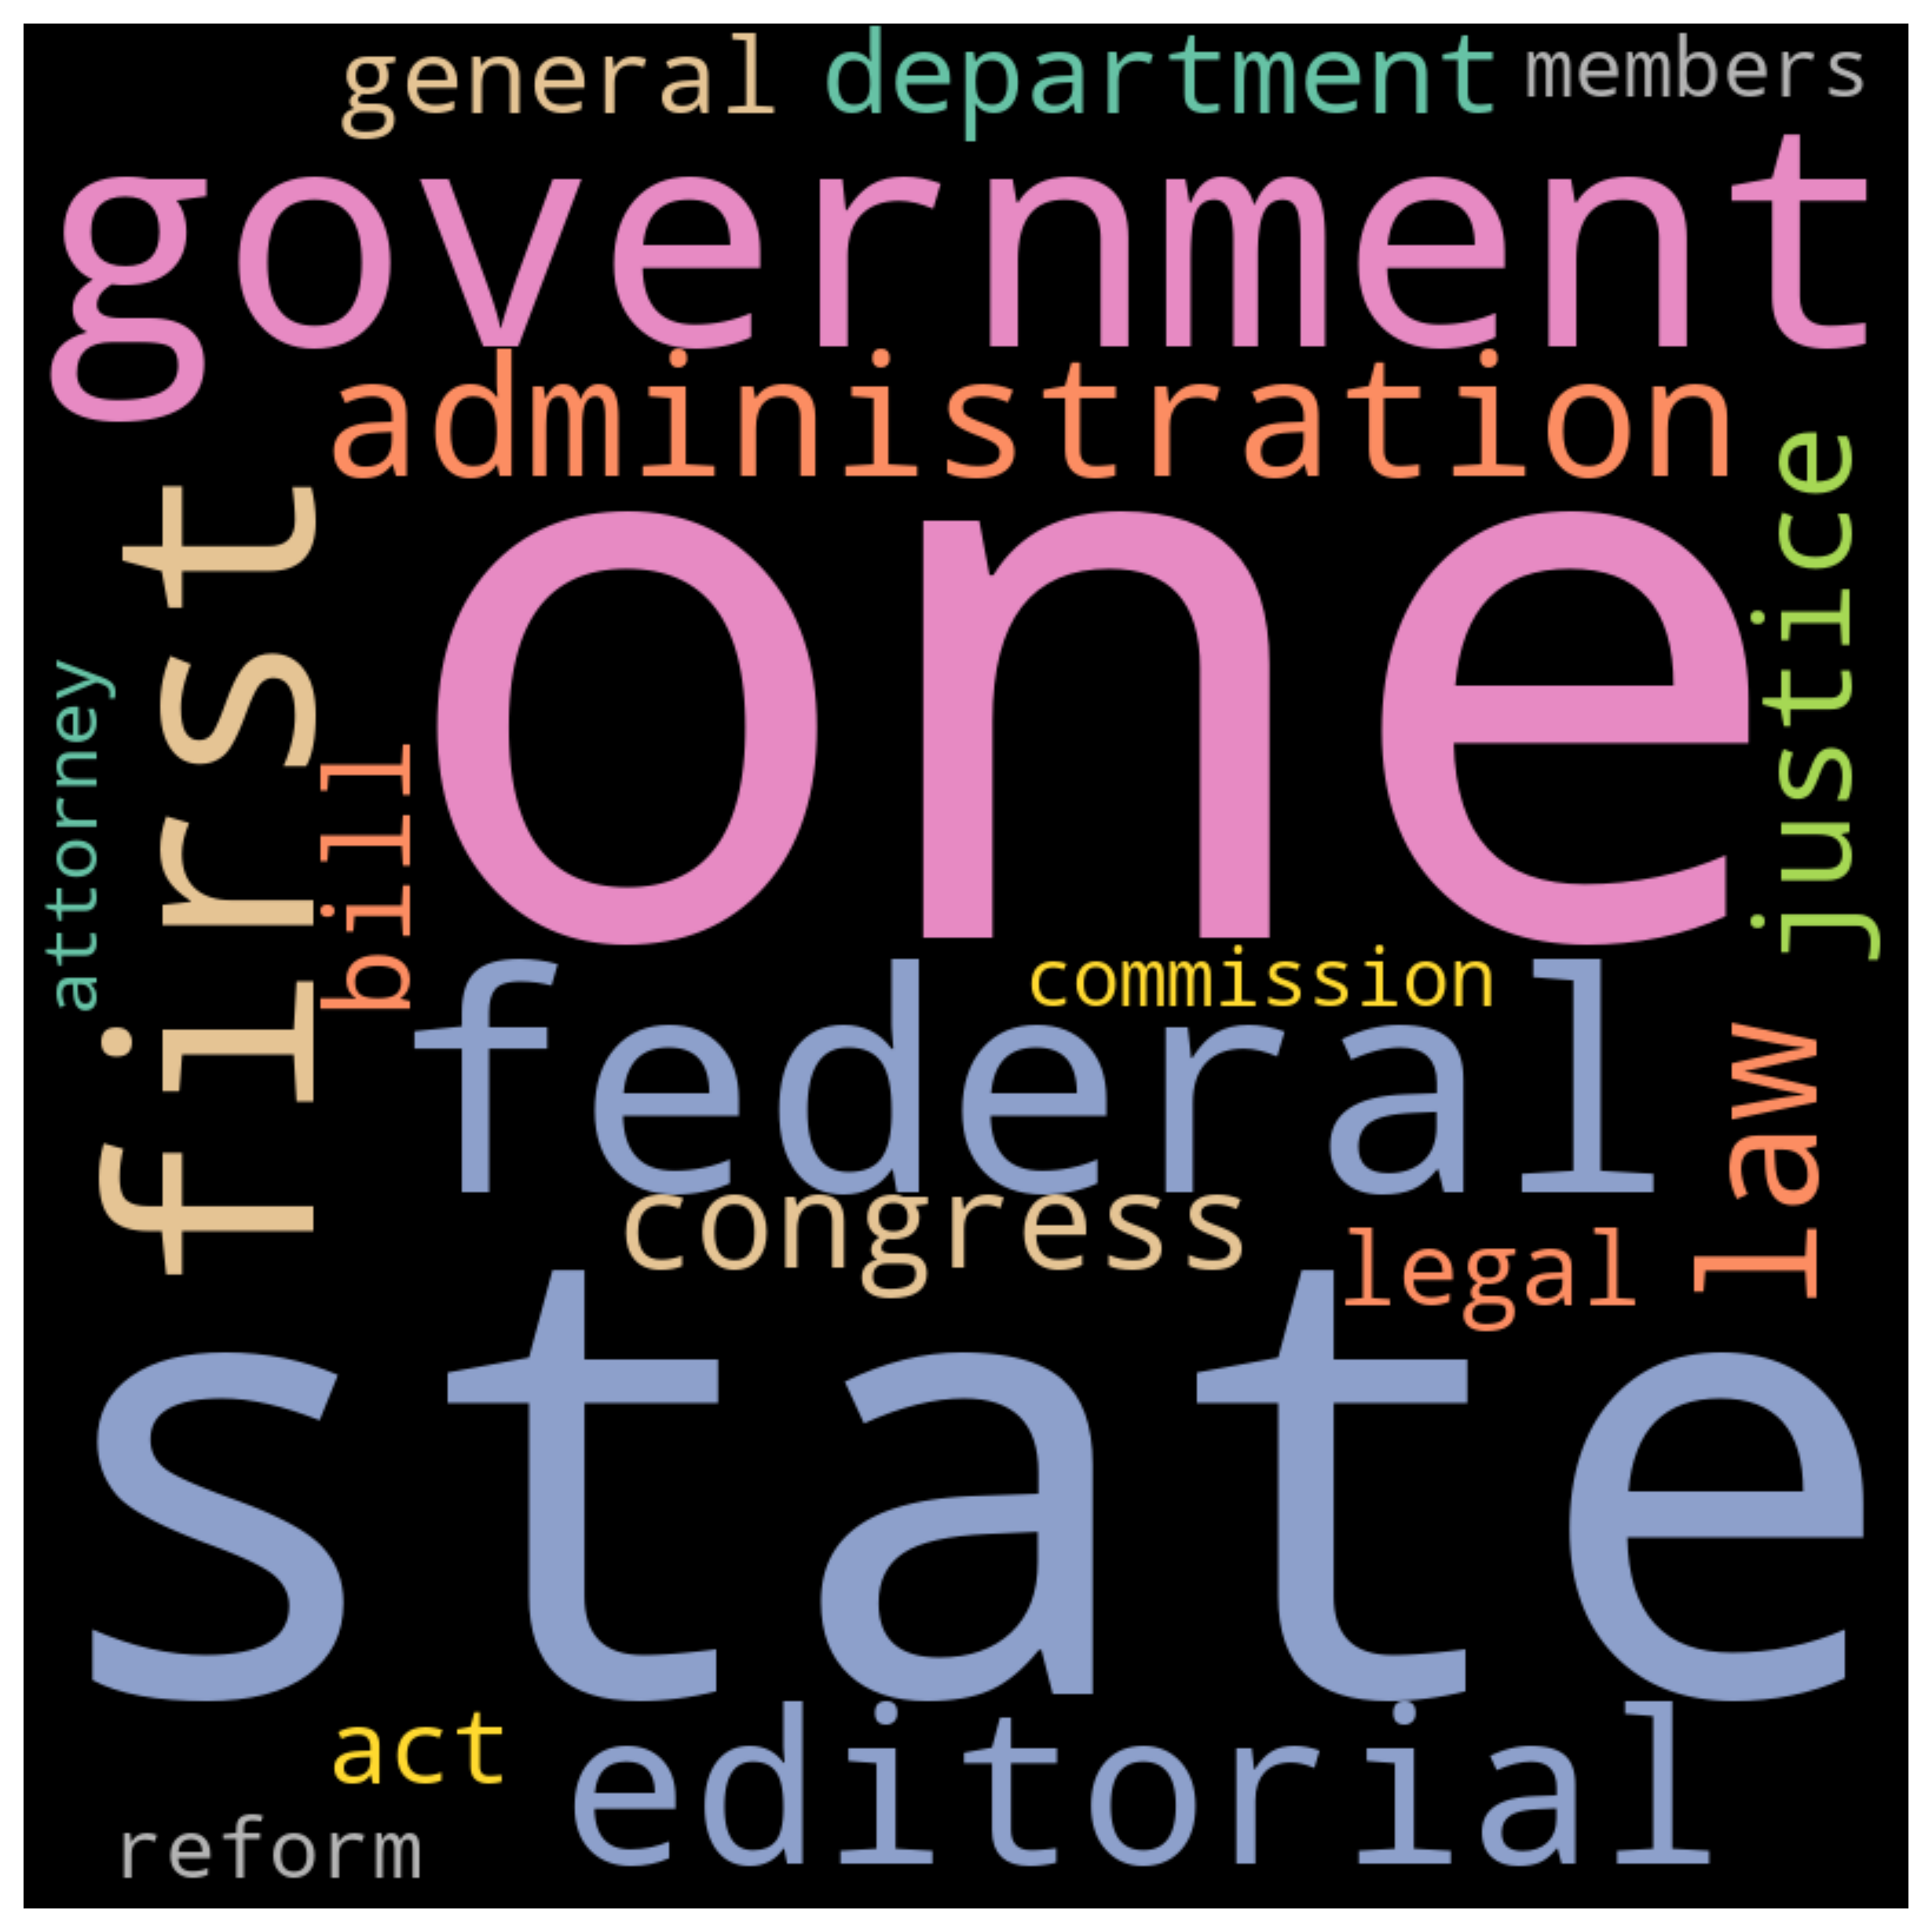 general department members
government
administration
first
one
justice
attorney
bill
commission
federal
law
congress
legal
state
act
editorial
reform